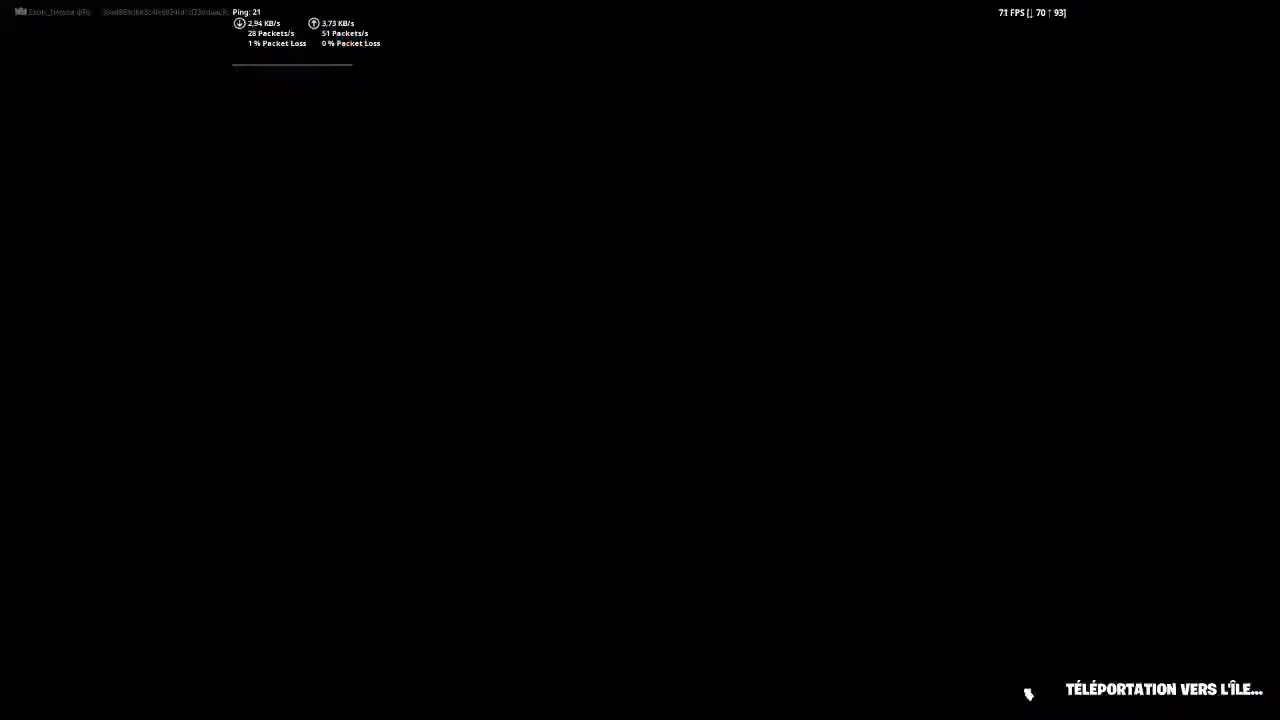 Ping: 21
2,94 KB/s 3,73 KB/s
28 Packets/s 51 Packets/s
1 % Packet Loss 0 % Packet Loss
71 FPS [↓ 70 ↑ 93]
TÉLÉPORTATION VERS L'ÎLE...